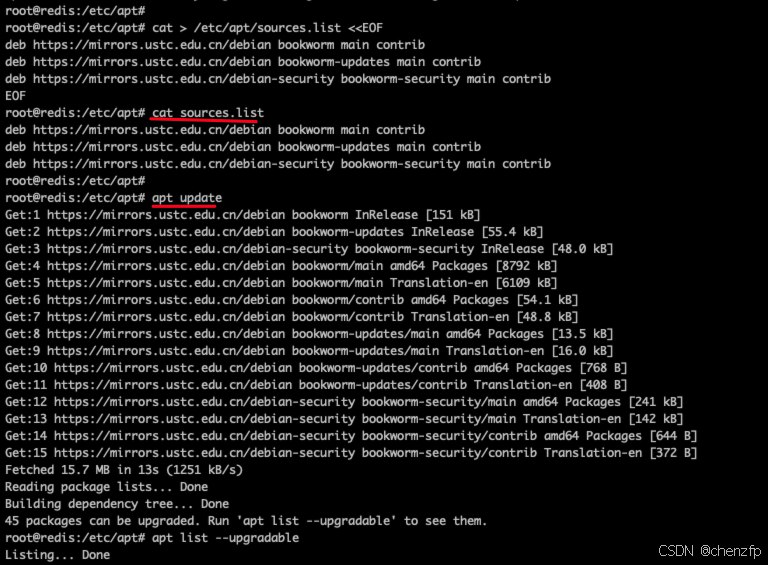 root@redis:/etc/apt#
root@redis:/etc/apt# cat > /etc/apt/sources.list <<EOF
deb https://mirrors.ustc.edu.cn/debian bookworm main contrib
deb https://mirrors.ustc.edu.cn/debian bookworm-updates main contrib
deb https://mirrors.ustc.edu.cn/debian-security bookworm-security main contrib
EOF
root@redis:/etc/apt# cat sources.list
deb https://mirrors.ustc.edu.cn/debian bookworm main contrib
deb https://mirrors.ustc.edu.cn/debian bookworm-updates main contrib
deb https://mirrors.ustc.edu.cn/debian-security bookworm-security main contrib
root@redis:/etc/apt#
root@redis:/etc/apt# apt update
Get:1 https://mirrors.ustc.edu.cn/debian bookworm InRelease [151 kB]
Get:2 https://mirrors.ustc.edu.cn/debian bookworm-updates InRelease [55.4 kB]
Get:3 https://mirrors.ustc.edu.cn/debian-security bookworm-security InRelease [48.0 kB]
Get:4 https://mirrors.ustc.edu.cn/debian bookworm/main amd64 Packages [8792 kB]
Get:5 https://mirrors.ustc.edu.cn/debian bookworm/main Translation-en [6109 kB]
Get:6 https://mirrors.ustc.edu.cn/debian bookworm/contrib amd64 Packages [54.1 kB]
Get:7 https://mirrors.ustc.edu.cn/debian bookworm/contrib Translation-en [48.8 kB]
Get:8 https://mirrors.ustc.edu.cn/debian bookworm-updates/main amd64 Packages [13.5 kB]
Get:9 https://mirrors.ustc.edu.cn/debian bookworm-updates/main Translation-en [16.0 kB]
Get:10 https://mirrors.ustc.edu.cn/debian bookworm-updates/contrib amd64 Packages [768 B]
Get:11 https://mirrors.ustc.edu.cn/debian bookworm-updates/contrib Translation-en [408 B]
Get:12 https://mirrors.ustc.edu.cn/debian-security bookworm-security/main amd64 Packages [241 kB]
Get:13 https://mirrors.ustc.edu.cn/debian-security bookworm-security/main Translation-en [142 kB]
Get:14 https://mirrors.ustc.edu.cn/debian-security bookworm-security/contrib amd64 Packages [644 B]
Get:15 https://mirrors.ustc.edu.cn/debian-security bookworm-security/contrib Translation-en [372 B]
Fetched 15.7 MB in 13s (1251 kB/s)
Reading package lists... Done
Building dependency tree... Done
45 packages can be upgraded. Run 'apt list --upgradable' to see them.
root@redis:/etc/apt# apt list --upgradable
Listing... Done
CSDN @chenzfp